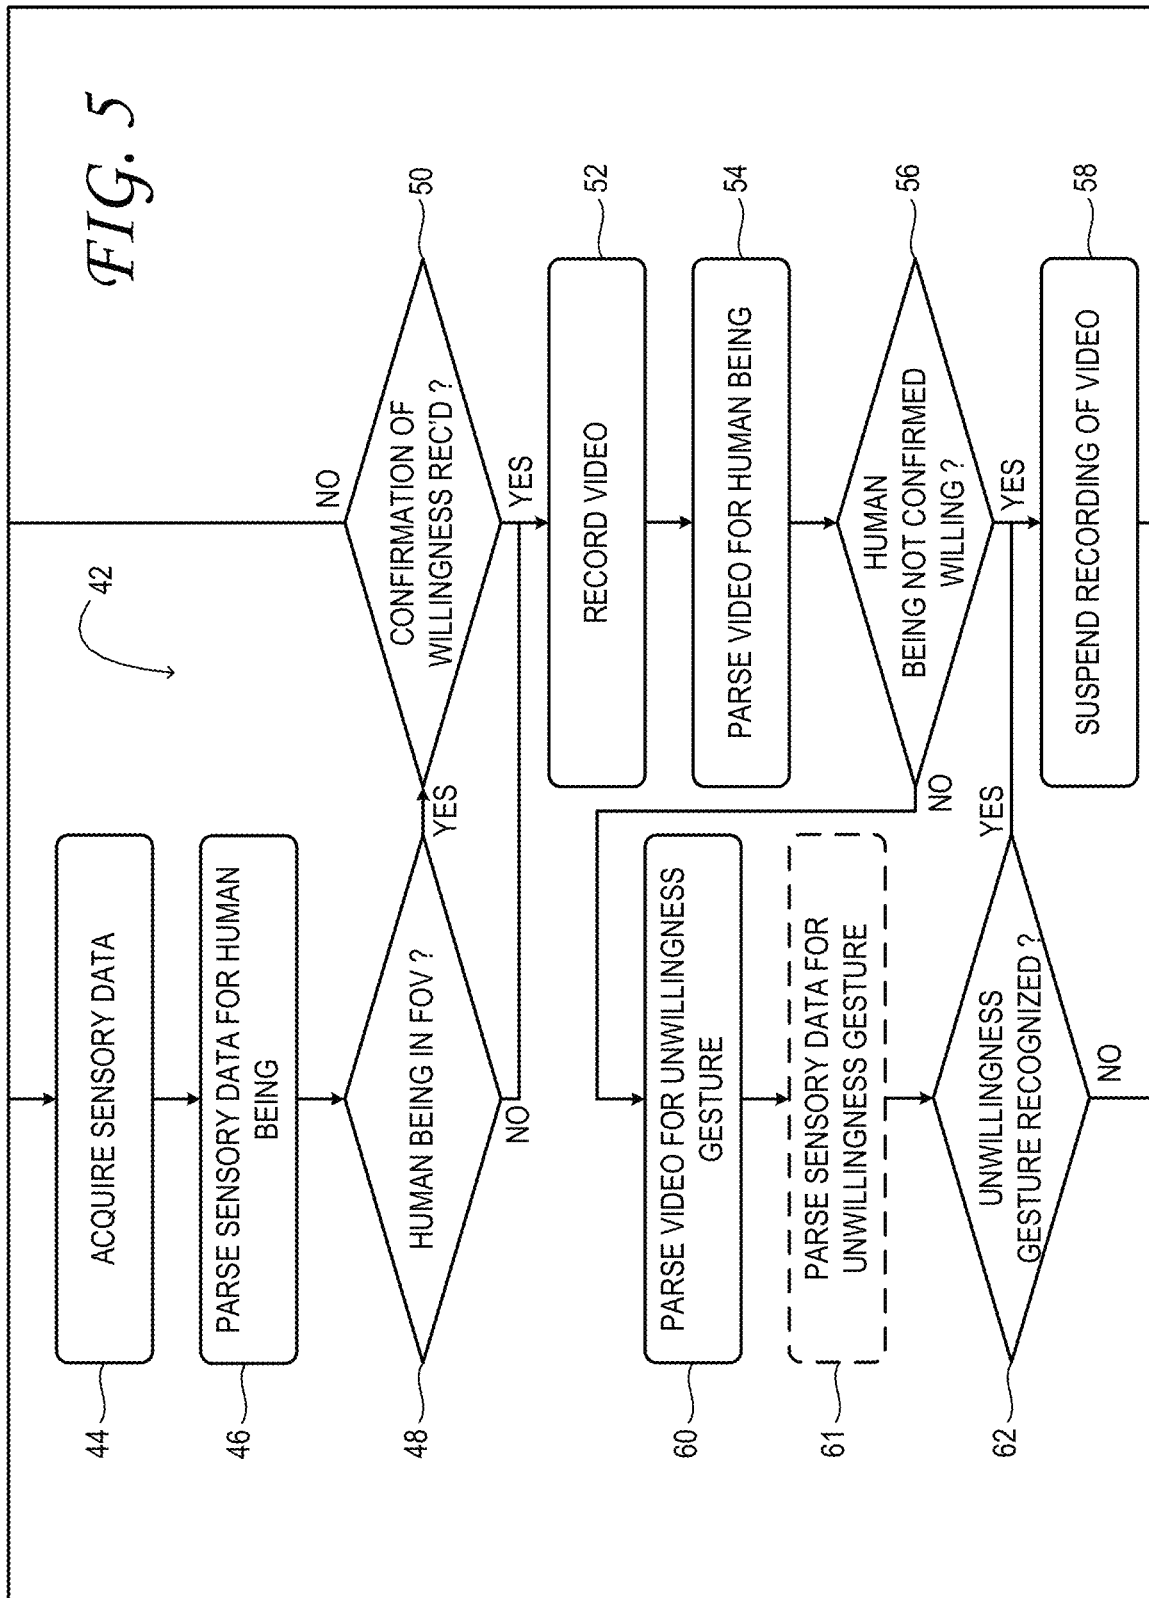 FIG. 5
42
44
ACQUIRE SENSORY DATA
46
PARSE SENSORY DATA FOR HUMAN
BEING
48
HUMAN BEING IN FOV ?
YES
NO
50
CONFIRMATION OF
WILLINGNESS REC'D ?
NO
YES
52
RECORD VIDEO
54
PARSE VIDEO FOR HUMAN BEING
56
HUMAN
BEING NOT CONFIRMED
WILLING ?
NO
YES
58
SUSPEND RECORDING OF VIDEO
60
PARSE VIDEO FOR UNWILLINGNESS
GESTURE
61
PARSE SENSORY DATA FOR
UNWILLINGNESS GESTURE
62
UNWILLINGNESS
GESTURE RECOGNIZED ?
YES
NO